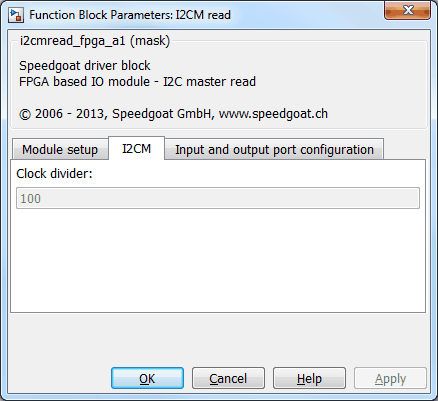 Function Block Parameters: I2CM read
i2cmread_fpga_a1 (mask)
Speedgoat driver block
FPGA based IO module - I2C master read
© 2006 - 2013, Speedgoat GmbH, www.speedgoat.ch
Module setup I2CM Input and output port configuration
Clock divider:
100
OK Cancel Help Apply